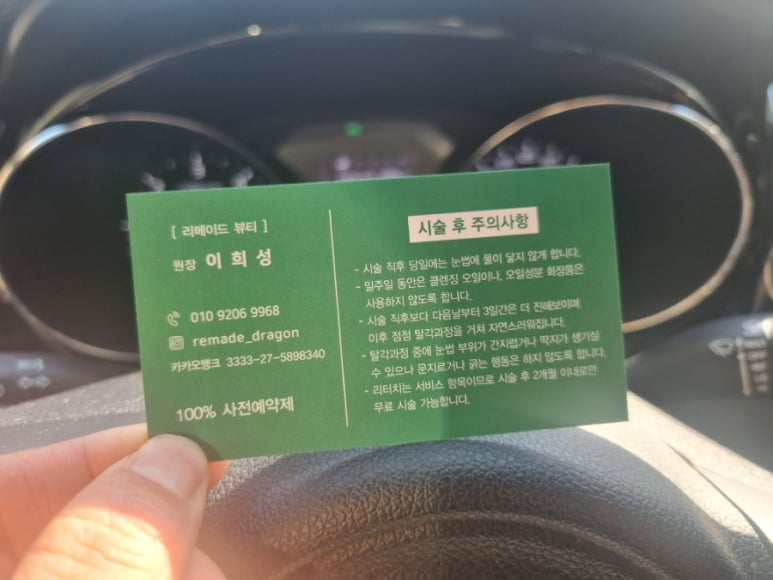 [ 리메이드 뷰티 ]
원장 이 희 성
010 9206 9968
remade_dragon
카카오뱅크 3333-27-5898340
100% 사전예약제
시술 후 주의사항
- 시술 직후 당일에는 눈썹에 물이 닿지 않게 합니다.
- 일주일 동안은 클렌징 오일이나, 오일성분 화장품은
사용하지 않도록 합니다.
- 시술 직후보다 다음날부터 3일간은 더 진해보이며
이후 점점 탈각과정을 거쳐 자연스러워집니다.
- 탈각과정 중에 눈썹 부위가 간지럽거나 딱지가 생기실
수 있으나 문지르거나 긁는 행동은 하지 않도록 합니다.
- 리터치는 서비스 항목이므로 시술 후 2개월 이내로만
무료 시술 가능합니다.